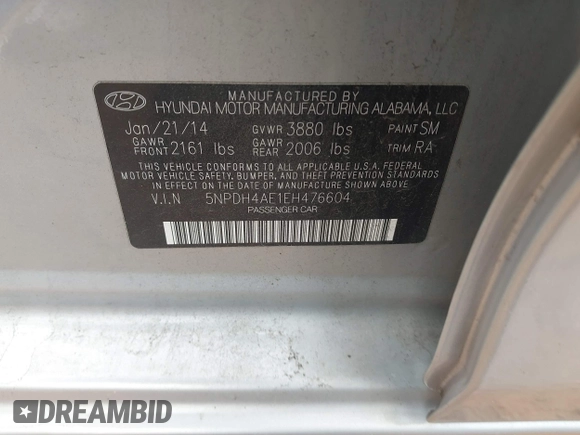 MANUFACTURED BY
HYUNDAI MOTOR MANUFACTURING ALABAMA, LLC
Jan/21/14 GVWR 3880 lbs PAINT SM
GAWR FRONT 2161 lbs GAWR REAR 2006 lbs TRIM RA
THIS VEHICLE CONFORMS TO ALL APPLICABLE U.S.A. FEDERAL
MOTOR VEHICLE SAFETY, BUMPER, AND THEFT PREVENTION STANDARDS
IN EFFECT ON THE DATE OF MANUFACTURE SHOWN ABOVE.
V.I.N 5NPDH4AE1EH476604
PASSENGER CAR
DREAMBID